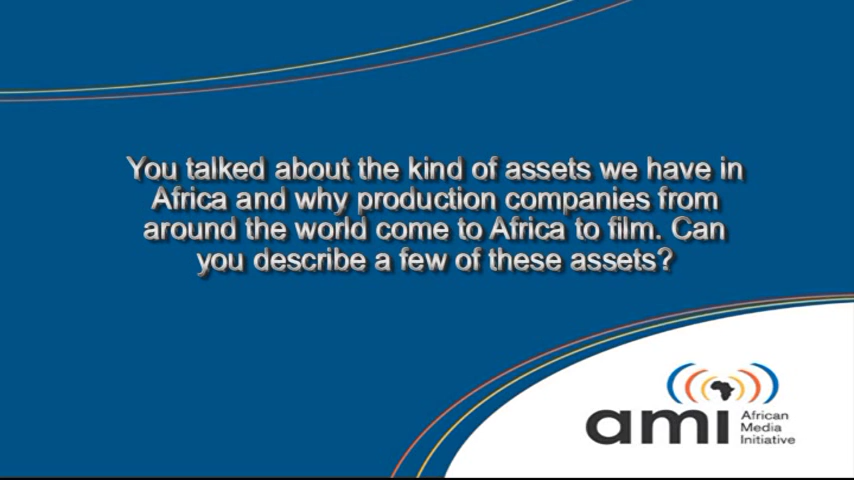 You talked about the kind of assets we have in
Africa and why production companies from
around the world come to Africa to film. Can
you describe a few of these assets?
ami
African
Media
Initiative